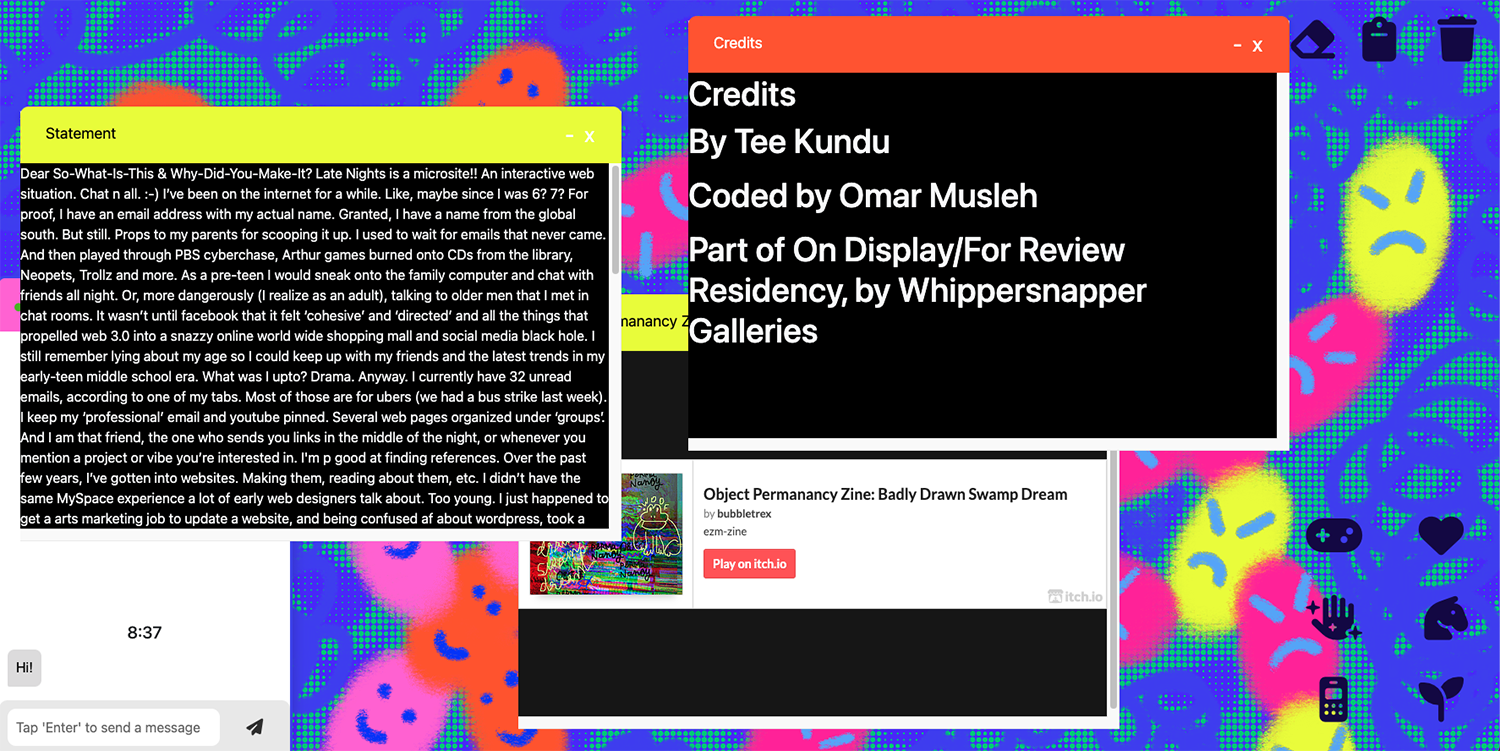 Credits
- x
Credits
By Tee Kundu
Coded by Omar Musleh
Part of On Display/For Review
Residency, by Whippersnapper
Galleries
Statement
- x
Dear So-What-Is-This & Why-Did-You-Make-It? Late Nights is a microsite!! An interactive web
situation. Chat n all. :-) I’ve been on the internet for a while. Like, maybe since I was 6? 7? For
proof, I have an email address with my actual name. Granted, I have a name from the global
south. But still. Props to my parents for scooping it up. I used to wait for emails that never came.
And then played through PBS cyberchase, Arthur games burned onto CDs from the library,
Neopets, Trollz and more. As a pre-teen I would sneak onto the family computer and chat with
friends all night. Or, more dangerously (I realize as an adult), talking to older men that I met in
chat rooms. It wasn’t until facebook that it felt ‘cohesive’ and ‘directed’ and all the things that
propelled web 3.0 into a snazzy online world wide shopping mall and social media black hole. I
still remember lying about my age so I could keep up with my friends and the latest trends in my
early-teen middle school era. What was I upto? Drama. Anyway. I currently have 32 unread
emails, according to one of my tabs. Most of those are for ubers (we had a bus strike last week).
I keep my ‘professional’ email and youtube pinned. Several web pages organized under ‘groups’.
And I am that friend, the one who sends you links in the middle of the night, or whenever you
mention a project or vibe you’re interested in. I'm p good at finding references. Over the past
few years, I’ve gotten into websites. Making them, reading about them, etc. I didn’t have the
same MySpace experience a lot of early web designers talk about. Too young. I just happened to
get a arts marketing job to update a website, and being confused af about wordpress, took a
manancy Z
Object Permanancy Zine: Badly Drawn Swamp Dream
by bubbletrex
ezm-zine
Play on itch.io
itch.io
8:37
Hi!
Tap 'Enter' to send a message